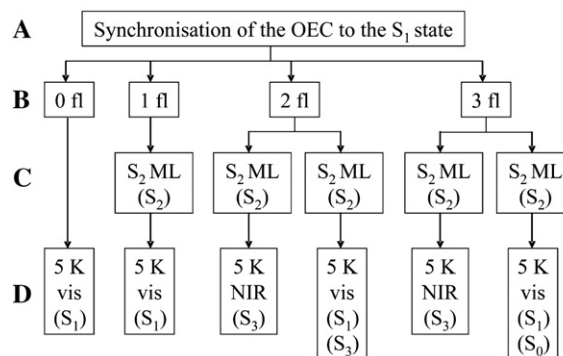 A
Synchronisation of the OEC to the S₁ state
B
0 fl
1 fl
2 fl
3 fl
C
S₂ ML
(S₂)
S₂ ML
(S₂)
S₂ ML
(S₂)
S₂ ML
(S₂)
S₂ ML
(S₂)
D
5 K
vis
(S₁)
5 K
vis
(S₁)
5 K
NIR
(S₃)
5 K
vis
(S₁)
(S₃)
5 K
NIR
(S₃)
5 K
vis
(S₁)
(S₀)